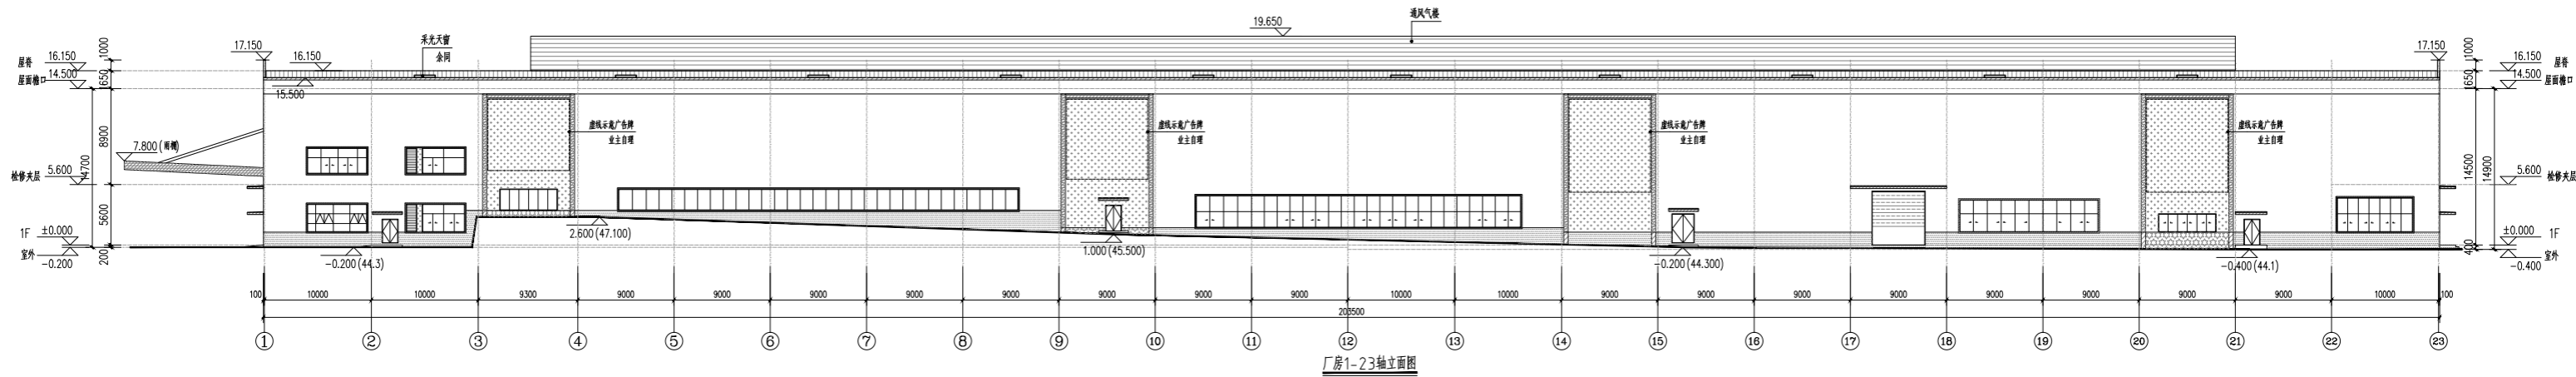 通风气楼
19.650
采光天窗
余同
17.150
16.150
17.150
屋脊 16.150
1000
屋面檐口 14.500
1650
15.500
1000
16.150 屋脊
1650
14.500 屋面檐口
虚线示意广告牌
业主自理
虚线示意广告牌
业主自理
虚线示意广告牌
业主自理
虚线示意广告牌
业主自理
7.800(雨棚)
8900
14700
检修夹层 5.600
5600
14500
14900
5.600 检修夹层
1F ±0.000
室外 -0.200
200
-0.200(44.3)
2.600(47.100)
1.000(45.500)
-0.200(44.300)
-0.400(44.1)
400
±0.000 1F
室外
-0.400
100 10000 10000 9300 9000 9000 9000 9000 9000 9000 9000 9000 10000 10000 9000 9000 9000 9000 9000 9000 9000 9000 10000 100
203500
1 2 3 4 5 6 7 8 9 10 11 12 13 14 15 16 17 18 19 20 21 22 23
厂房1-23轴立面图